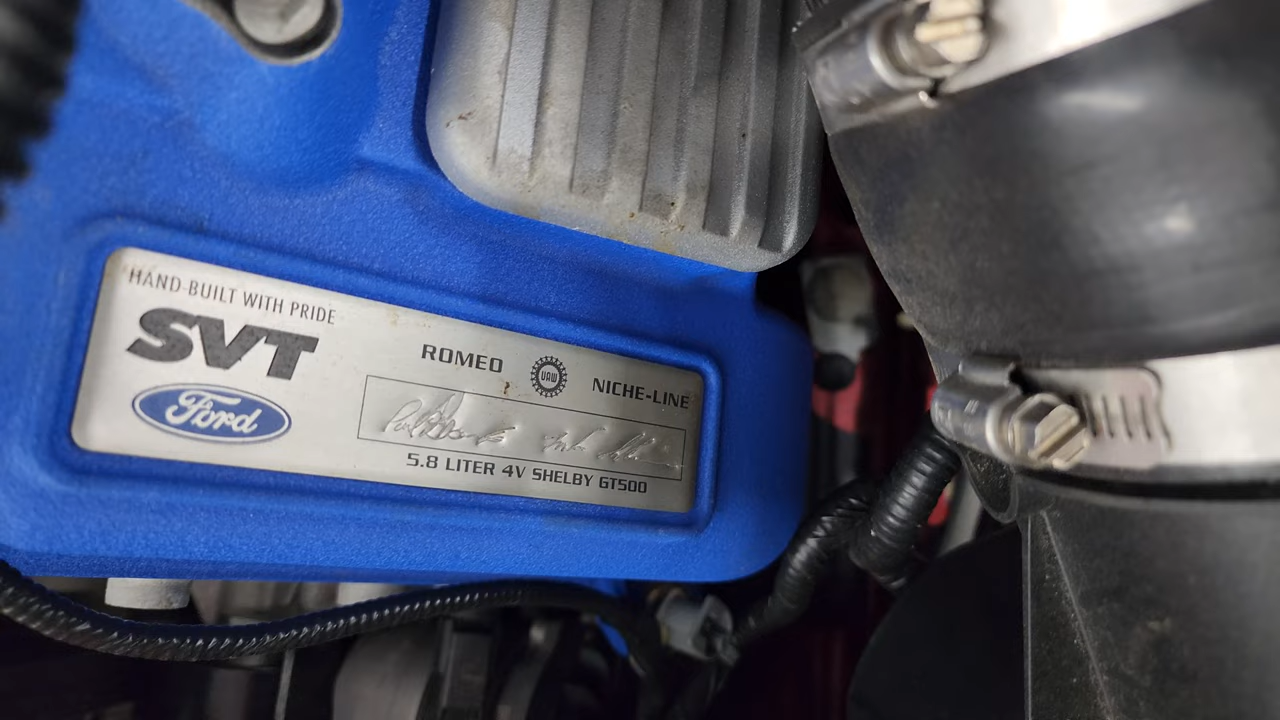 HAND-BUILT WITH PRIDE
SVT
Ford
ROMEO
UAW
NICHE-LINE
5.8 LITER 4V SHELBY GT500